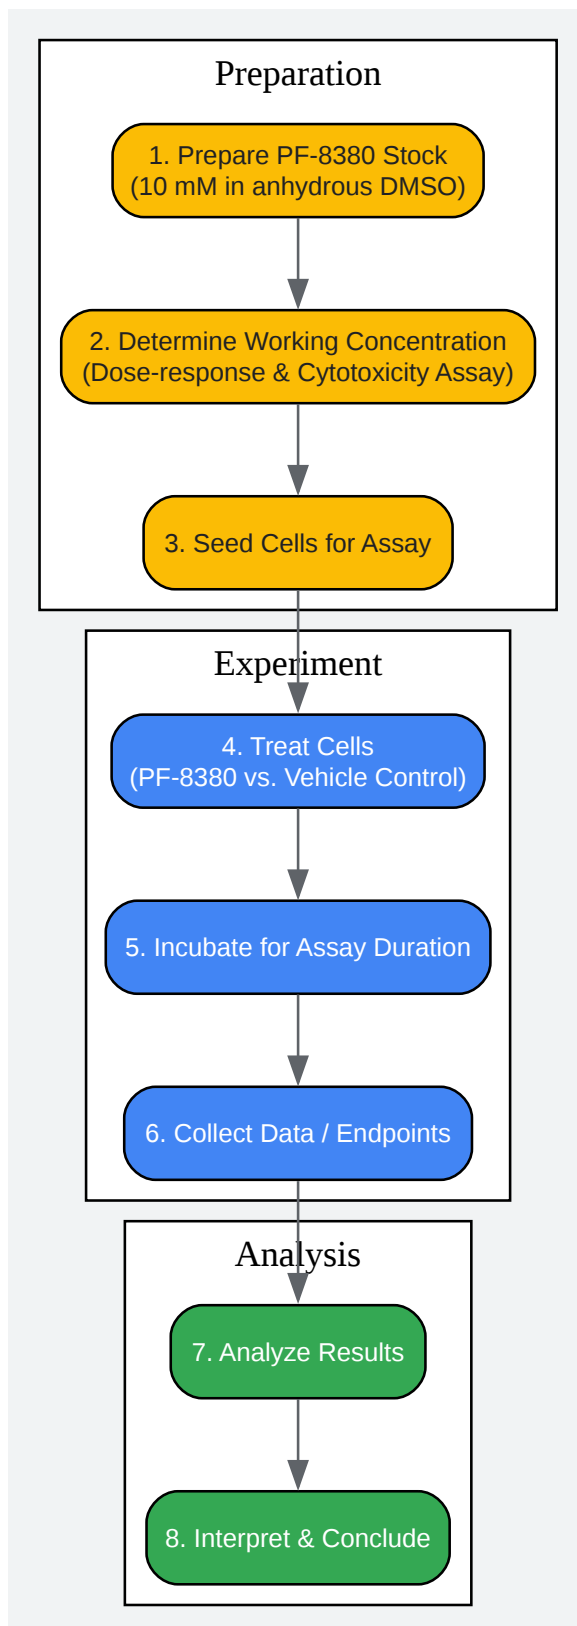 Preparation
1. Prepare PF-8380 Stock
(10 mM in anhydrous DMSO)
2. Determine Working Concentration
(Dose-response & Cytotoxicity Assay)
3. Seed Cells for Assay
Experiment
4. Treat Cells
(PF-8380 vs. Vehicle Control)
5. Incubate for Assay Duration
6. Collect Data / Endpoints
Analysis
7. Analyze Results
8. Interpret & Conclude